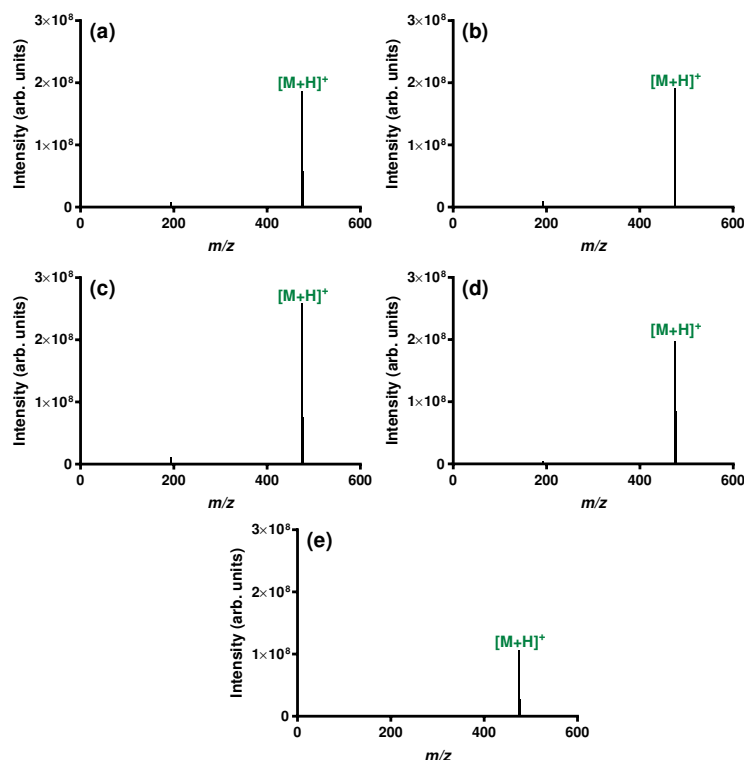 (a)
Intensity (arb. units)
3×10⁸
2×10⁸
1×10⁸
0
[M+H]⁺
0 200 400 600
m/z
(b)
Intensity (arb. units)
3×10⁸
2×10⁸
1×10⁸
0
[M+H]⁺
0 200 400 600
m/z
(c)
Intensity (arb. units)
3×10⁸
2×10⁸
1×10⁸
0
[M+H]⁺
0 200 400 600
m/z
(d)
Intensity (arb. units)
3×10⁸
2×10⁸
1×10⁸
0
[M+H]⁺
0 200 400 600
m/z
(e)
Intensity (arb. units)
3×10⁸
2×10⁸
1×10⁸
0
[M+H]⁺
0 200 400 600
m/z